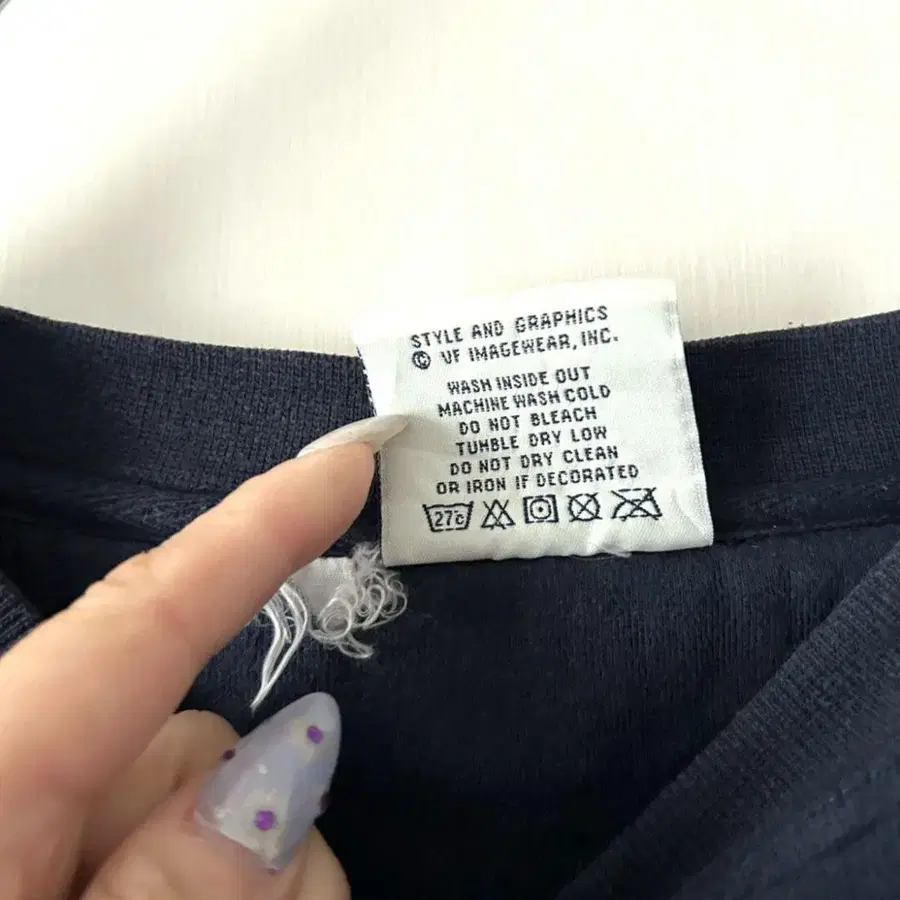 STYLE AND GRAPHICS
© VF IMAGEWEAR, INC.
WASH INSIDE OUT
MACHINE WASH COLD
DO NOT BLEACH
TUMBLE DRY LOW
DO NOT DRY CLEAN
OR IRON IF DECORATED
27c